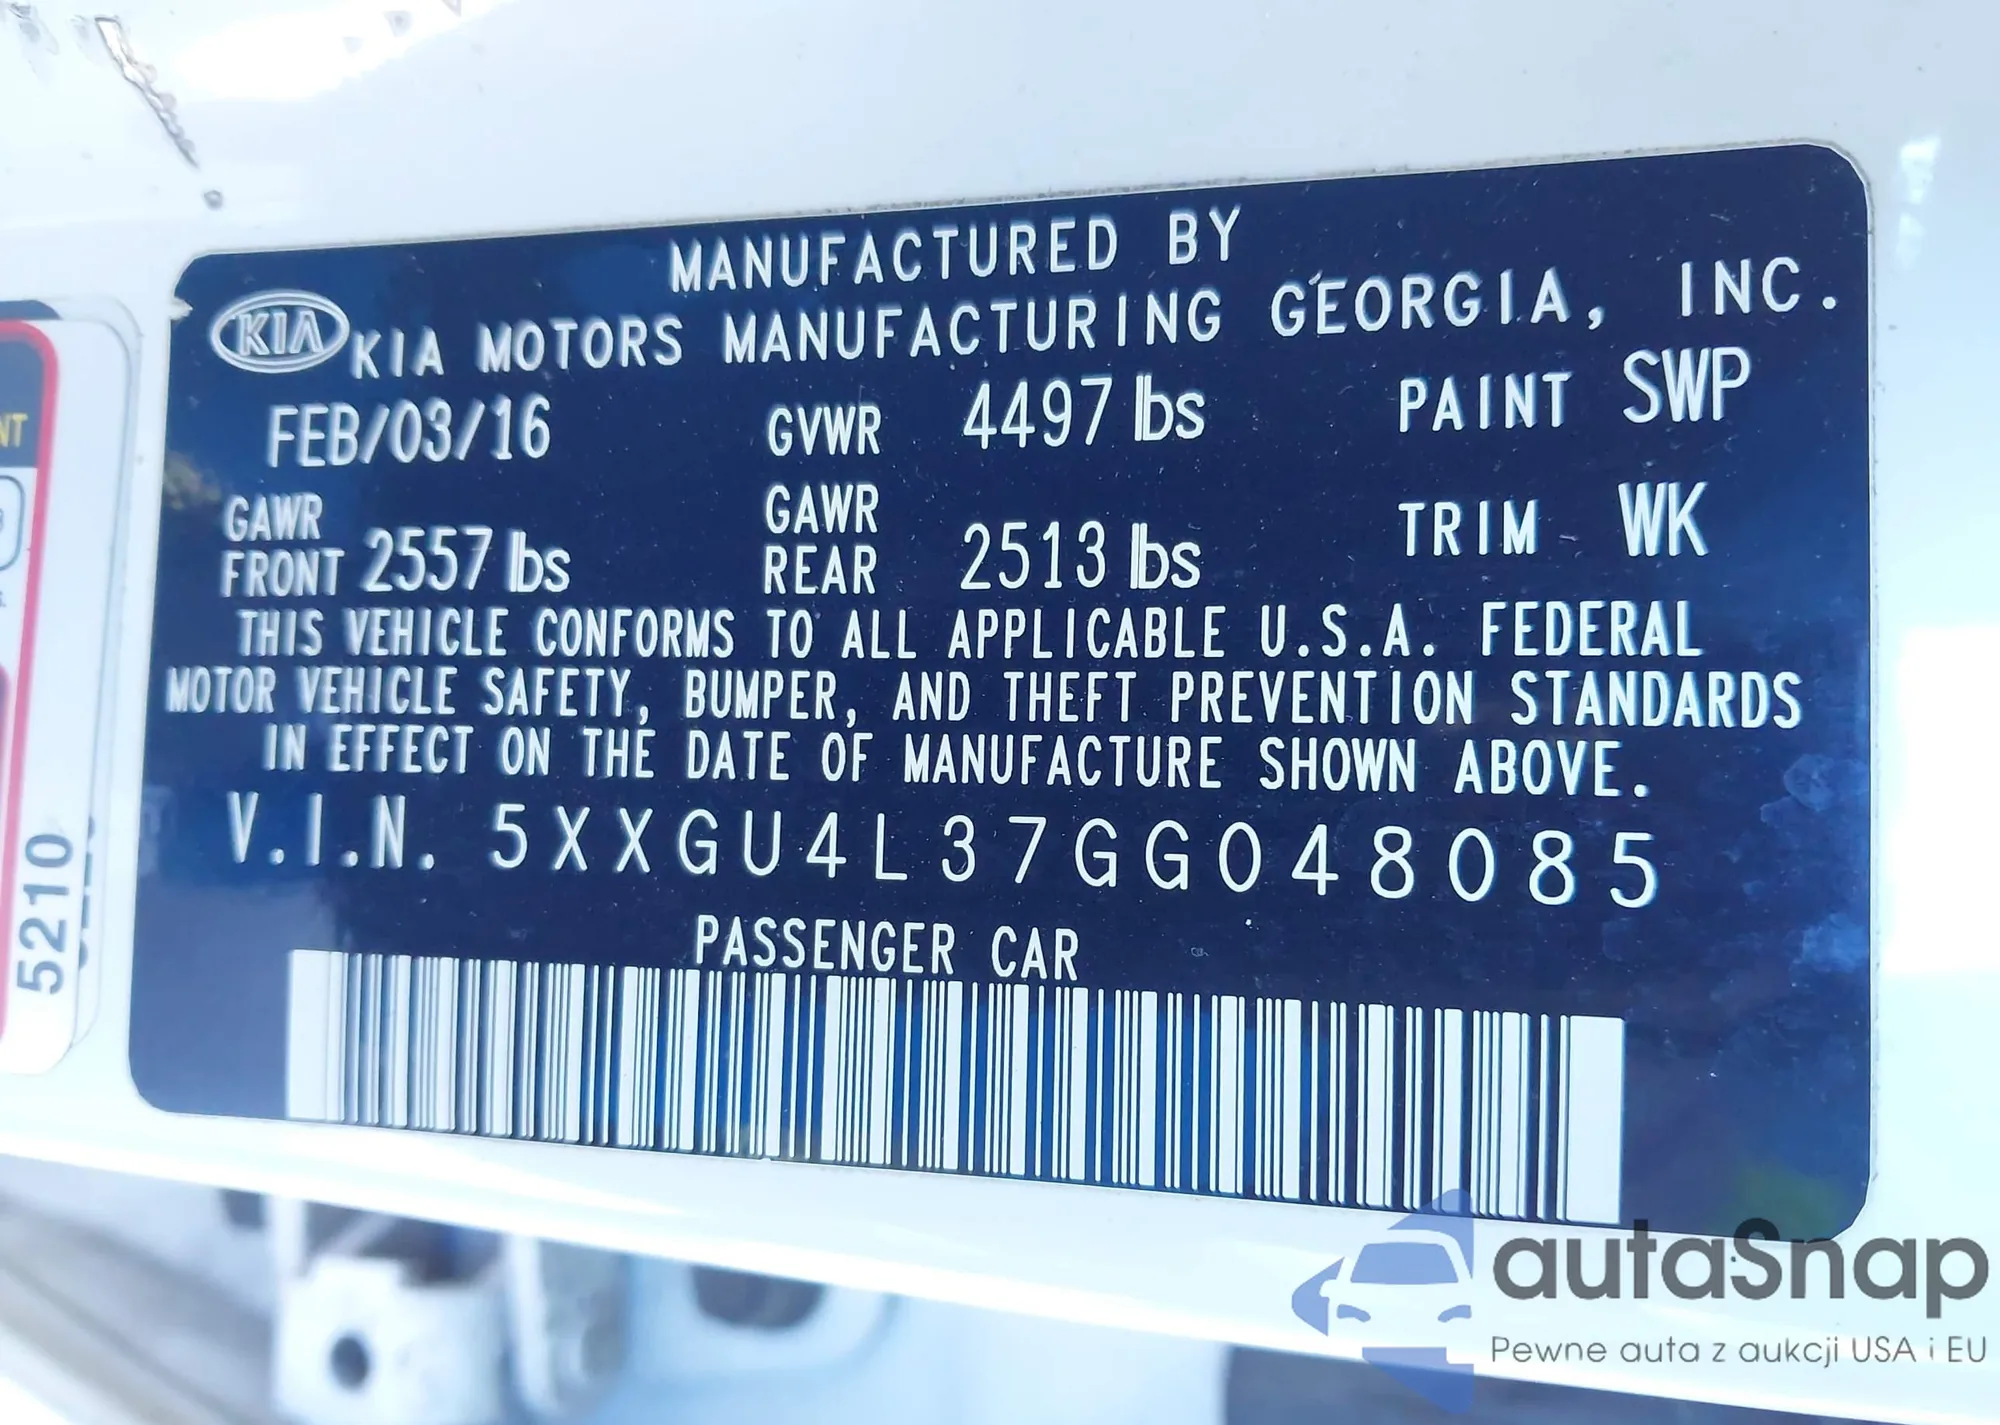 MANUFACTURED BY
KIA KIA MOTORS MANUFACTURING GEORGIA, INC.
FEB/03/16 GVWR 4497 lbs PAINT SWP
GAWR FRONT 2557 lbs GAWR REAR 2513 lbs TRIM WK
THIS VEHICLE CONFORMS TO ALL APPLICABLE U.S.A. FEDERAL
MOTOR VEHICLE SAFETY, BUMPER, AND THEFT PREVENTION STANDARDS
IN EFFECT ON THE DATE OF MANUFACTURE SHOWN ABOVE.
V.I.N. 5XXGU4L37GG048085
PASSENGER CAR
5210
autaSnap
Pewne auta z aukcji USA i EU